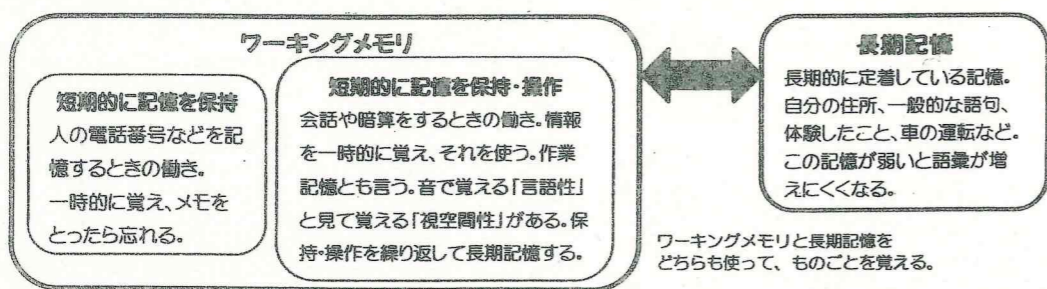 ワーキングメモリ
短期的に記憶を保持
人の電話番号などを記
憶するときの働き。
一時的に覚え、メモを
とったら忘れる。
短期的に記憶を保持・操作
会話や暗算をするときの働き。情報
を一時的に覚え、それを使う。作業
記憶とも言う。音で覚える「言語性」
と見て覚える「視空間性」がある。保
持・操作を繰り返して長期記憶する。
長期記憶
長期的に定着している記憶。
自分の住所、一般的な語句、
体験したこと、車の運転など。
この記憶が弱いと語彙が増
えにくくなる。
ワーキングメモリと長期記憶を
どちらも使って、ものごとを覚える。